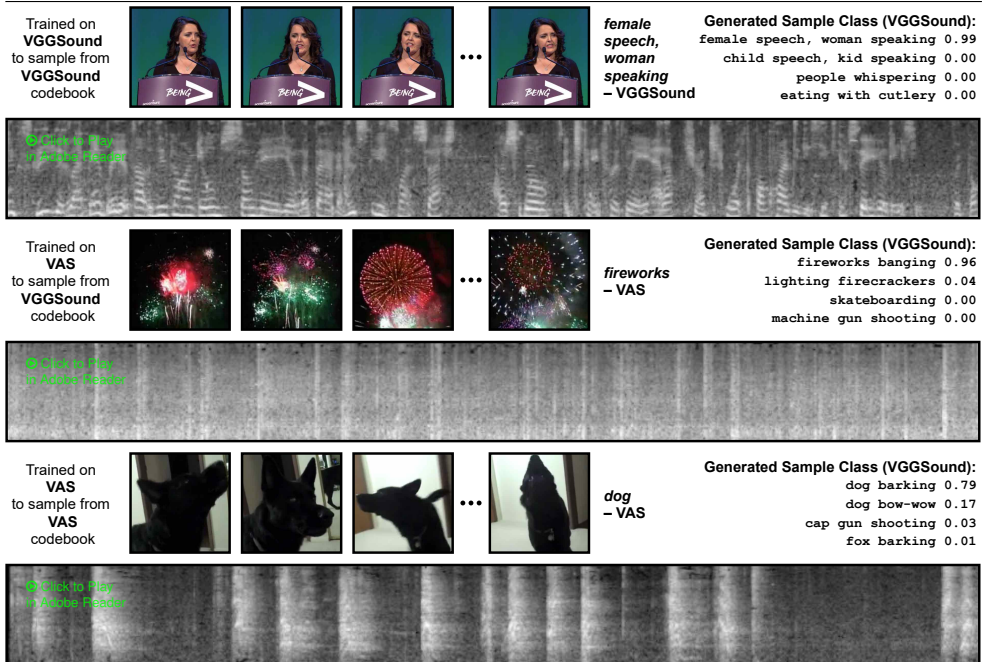 Trained on
VGGSound
to sample from
VGGSound
codebook
BEING
BEING
BEING
BEING
•••
female
speech,
woman
speaking
– VGGSound
Generated Sample Class (VGGSound):
female speech, woman speaking 0.99
child speech, kid speaking 0.00
people whispering 0.00
eating with cutlery 0.00
Click to Play
in Adobe Reader
Trained on
VAS
to sample from
VGGSound
codebook
•••
fireworks
– VAS
Generated Sample Class (VGGSound):
fireworks banging 0.96
lighting firecrackers 0.04
skateboarding 0.00
machine gun shooting 0.00
Click to Play
in Adobe Reader
Trained on
VAS
to sample from
VAS
codebook
•••
dog
– VAS
Generated Sample Class (VGGSound):
dog barking 0.79
dog bow-wow 0.17
cap gun shooting 0.03
fox barking 0.01
Click to Play
in Adobe Reader